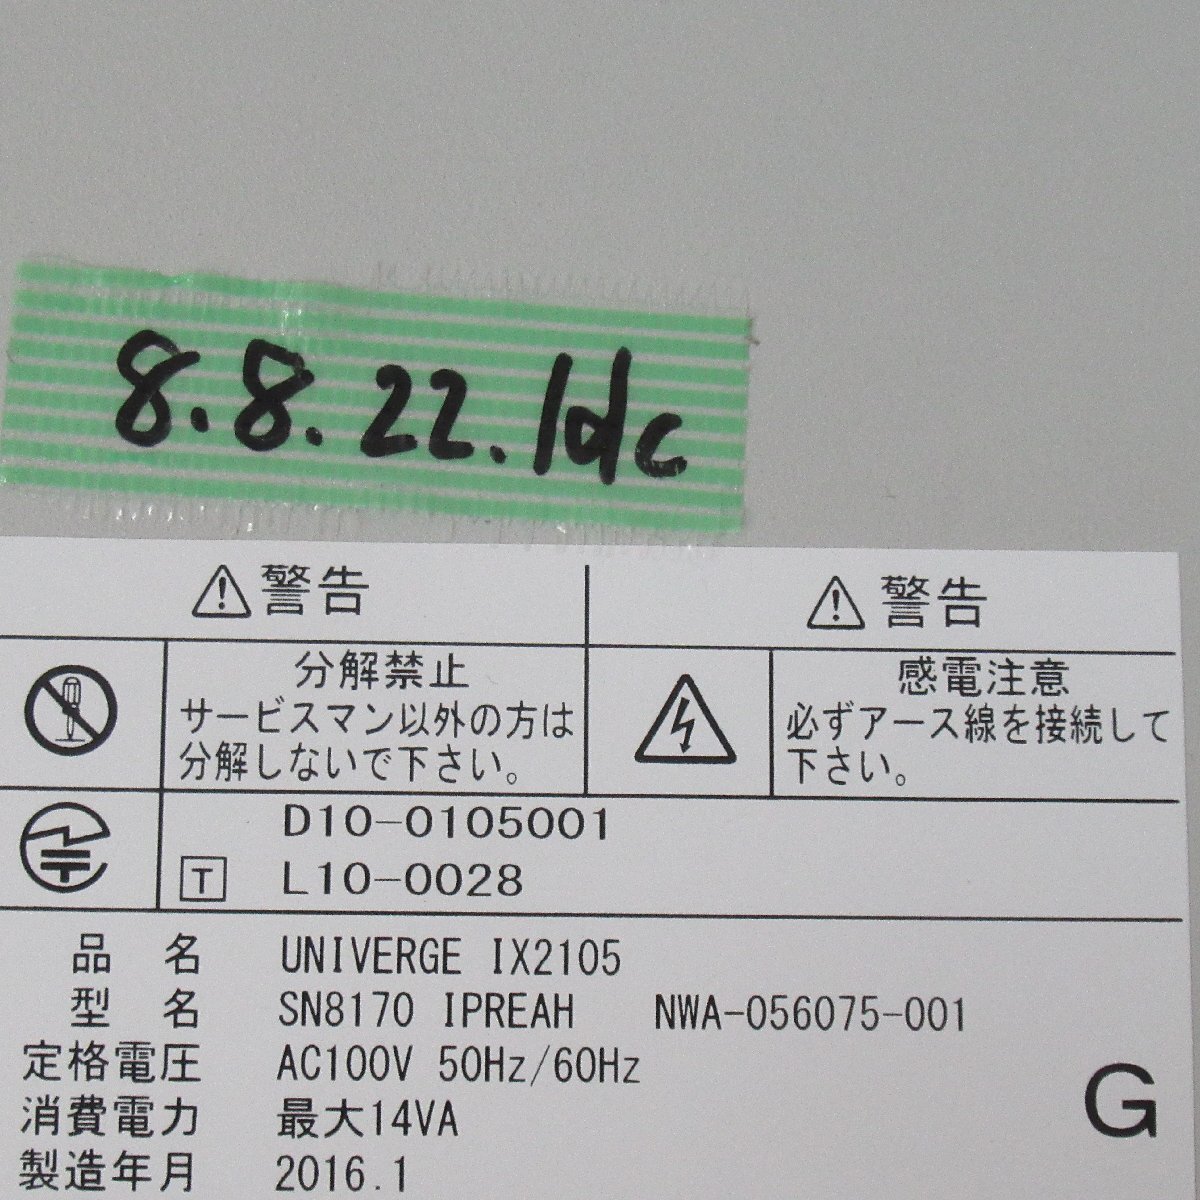 8.8.22.1dc
警告
分解禁止
サービスマン以外の方は
分解しないで下さい。
警告
感電注意
必ずアース線を接続して
下さい。
D10-0105001
T L10-0028
品 名 UNIVERGE IX2105
型 名 SN8170 IPREAH NWA-056075-001
定格電圧 AC100V 50Hz/60Hz
消費電力 最大14VA
製造年月 2016.1
G